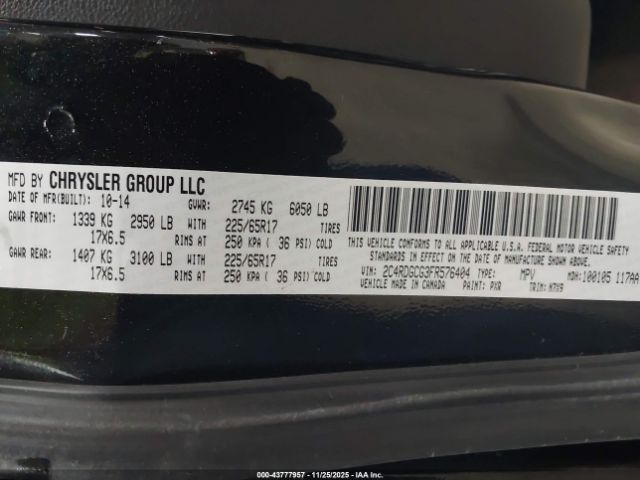 MFD BY CHRYSLER GROUP LLC
DATE OF MFR(BUILT): 10-14 GVWR: 2745 KG 6050 LB
GAWR FRONT: 1339 KG 2950 LB WITH 225/65R17 TIRES
17X6.5 RIMS AT 250 KPA ( 36 PSI) COLD
GAWR REAR: 1407 KG 3100 LB WITH 225/65R17 TIRES
17X6.5 RIMS AT 250 KPA ( 36 PSI) COLD
THIS VEHICLE CONFORMS TO ALL APPLICABLE U.S.A. FEDERAL MOTOR VEHICLE
SAFETY STANDARDS IN EFFECT ON THE DATE OF MANUFACTURE SHOWN ABOVE.
VIN: 2C4RDGCG3FR576404 TYPE: MPV MDH: 100105 117AA
VEHICLE MADE IN CANADA PAINT: PXR TRIM:
000-43777957 - 11/25/2025 - IAA Inc.